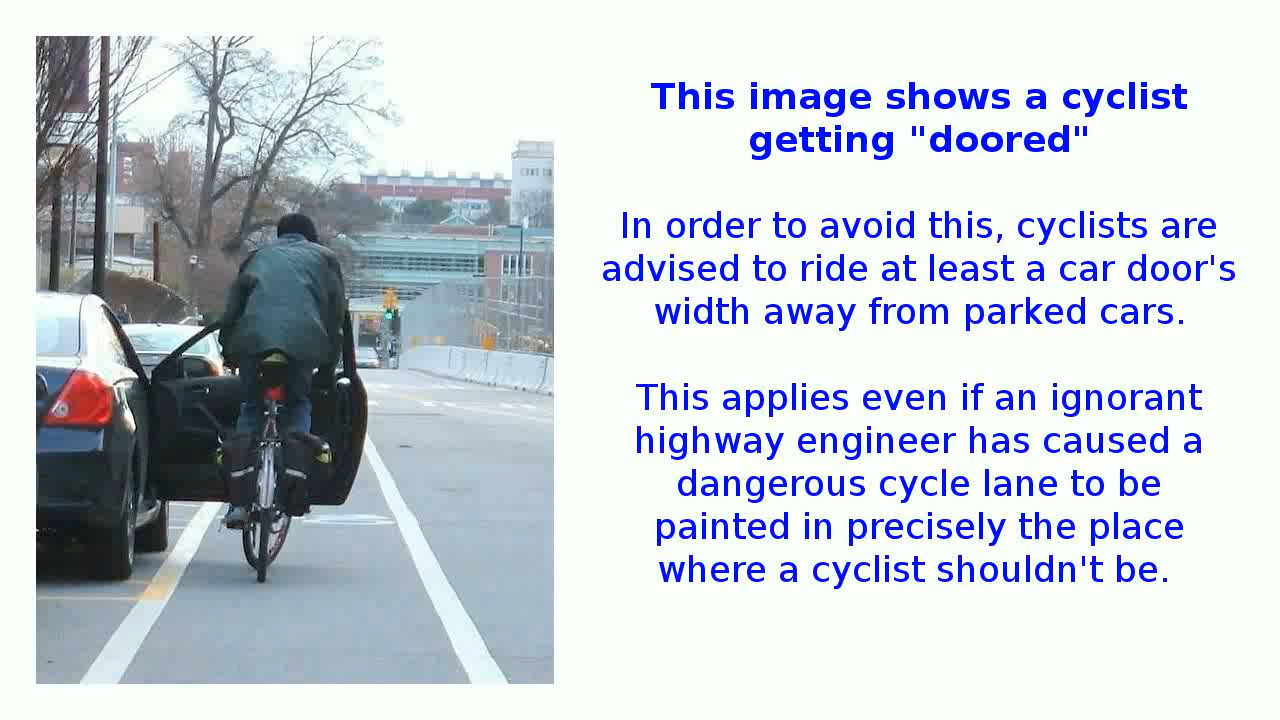 This image shows a cyclist
getting "doored"
In order to avoid this, cyclists are
advised to ride at least a car door's
width away from parked cars.
This applies even if an ignorant
highway engineer has caused a
dangerous cycle lane to be
painted in precisely the place
where a cyclist shouldn't be.